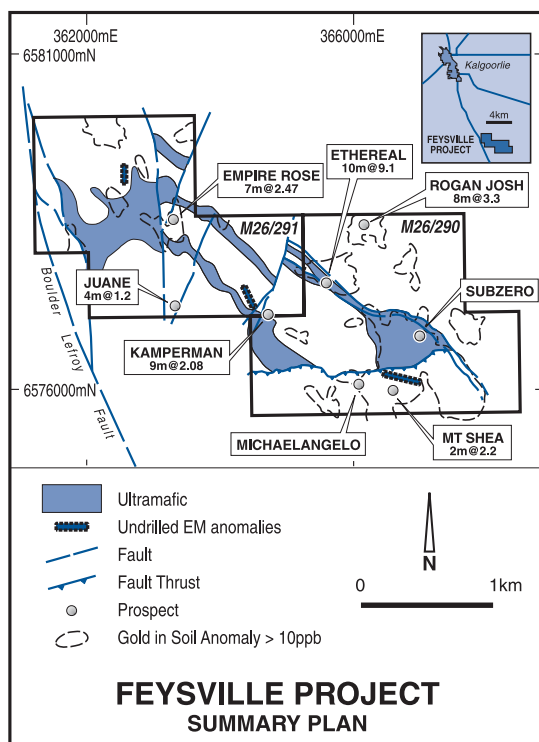 362000mE
366000mE
6581000mN
Kalgoorlie
4km
FEYSVILLE
PROJECT
ETHEREAL
10m@9.1
EMPIRE ROSE
7m@2.47
ROGAN JOSH
8m@3.3
M26/291
M26/290
JUANE
4m@1.2
SUBZERO
Boulder
Lefroy
Fault
KAMPERMAN
9m@2.08
6576000mN
MICHAELANGELO
MT SHEA
2m@2.2
Ultramafic
Undrilled EM anomalies
Fault
Fault Thrust
Prospect
Gold in Soil Anomaly > 10ppb
N
0
1km
FEYSVILLE PROJECT
SUMMARY PLAN